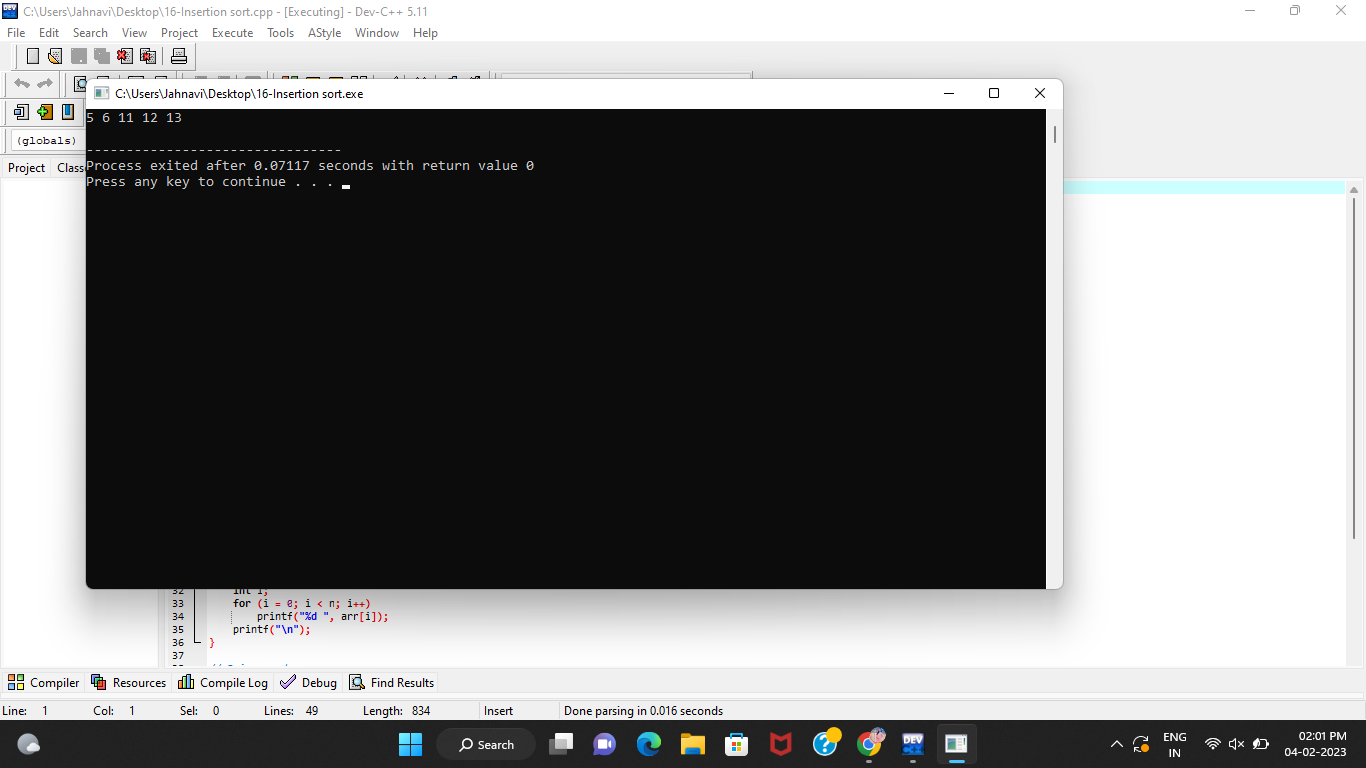 C:\Users\Jahnavi\Desktop\16-Insertion sort.cpp - [Executing] - Dev-C++ 5.11
File Edit Search View Project Execute Tools AStyle Window Help
C:\Users\Jahnavi\Desktop\16-Insertion sort.exe
5 6 11 12 13
--------------------------------
Process exited after 0.07117 seconds with return value 0
Press any key to continue . . .
(globals)
Project Class
32 int i;
33 for (i = 0; i < n; i++)
34 printf("%d ", arr[i]);
35 printf("\n");
36 }
37
Compiler Resources Compile Log Debug Find Results
Line: 1 Col: 1 Sel: 0 Lines: 49 Length: 834 Insert Done parsing in 0.016 seconds
Search
DEV
ENG
IN
02:01 PM
04-02-2023